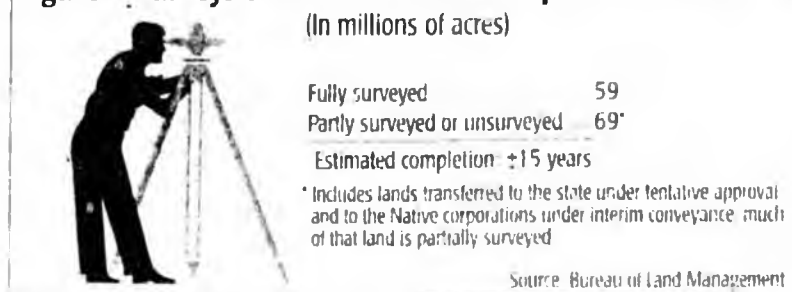 (In millions of acres)
Fully surveyed 59
Partly surveyed or unsurveyed 69*
Estimated completion ±15 years
* Includes lands transferred to the state under tentative approval
and to the Native corporations under interim conveyance much
of that land is partially surveyed
Source Bureau of Land Management